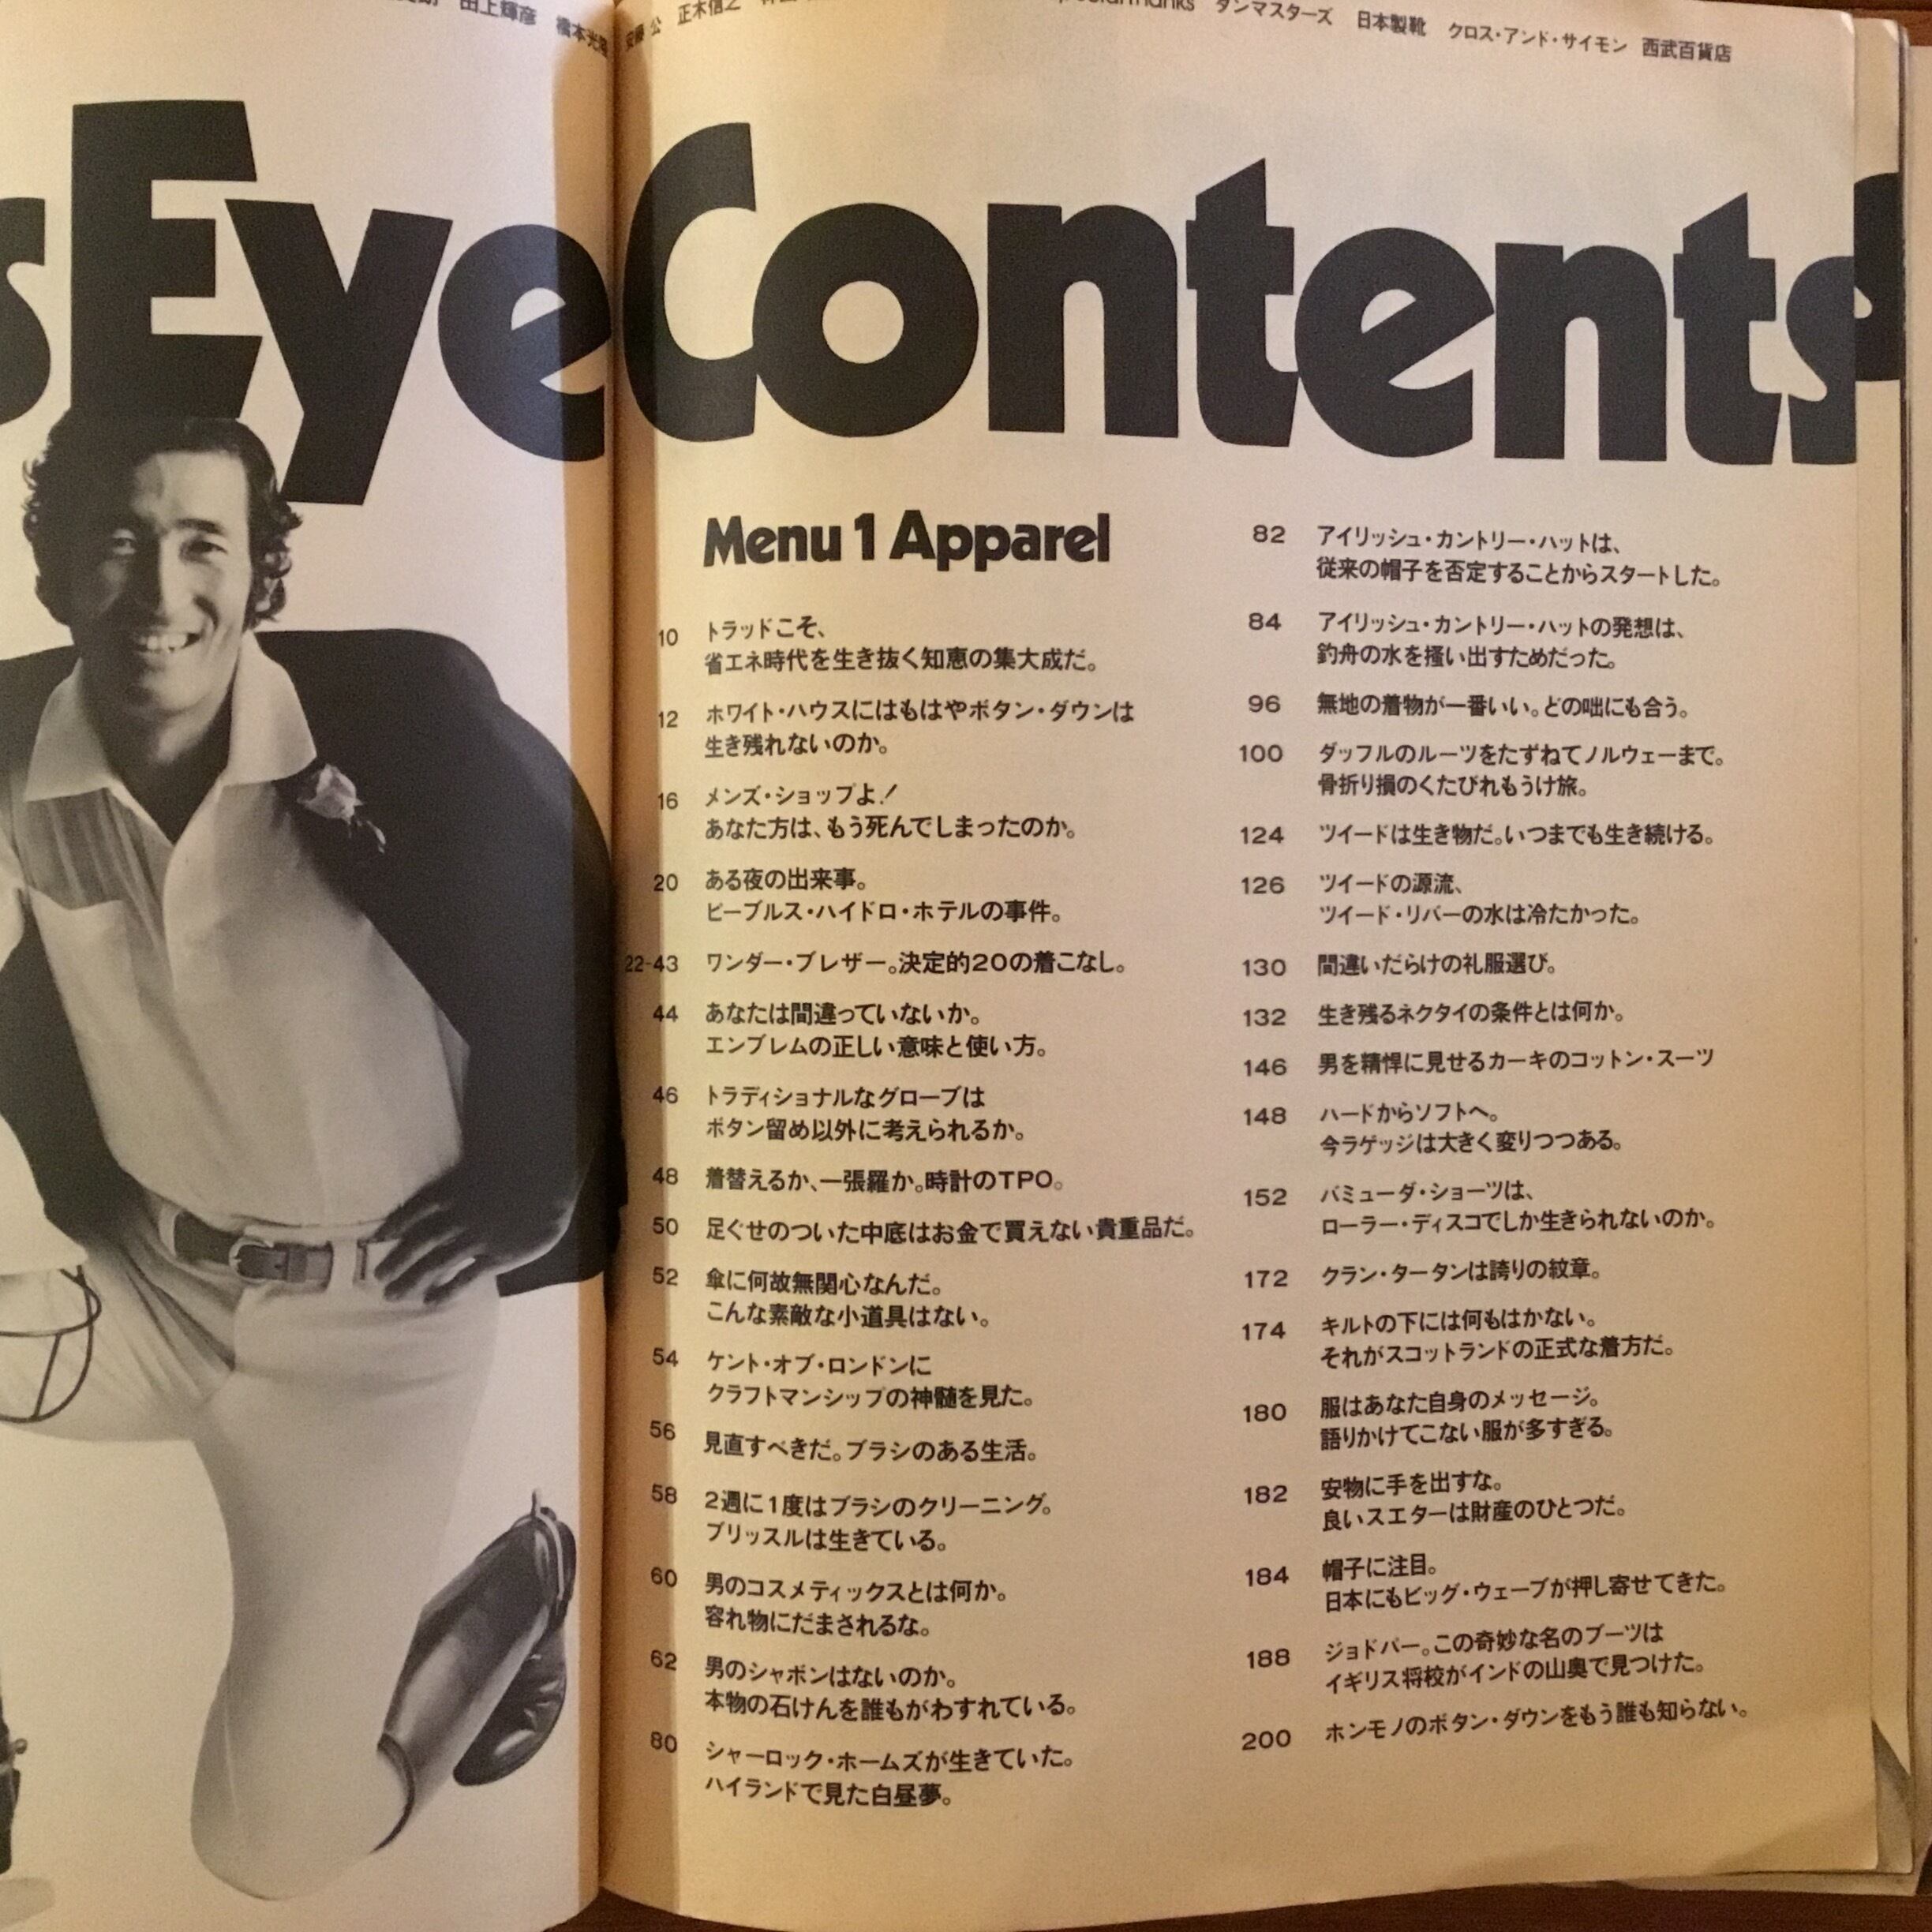 田上輝彦 橋本光
公 正木信之
Thanks ダンマスターズ 日本製靴 クロス・アンド・サイモン 西武百貨店
sEyeContents
Menu 1 Apparel
10 トラッドこそ、
省エネ時代を生き抜く知恵の集大成だ。
12 ホワイト・ハウスにはもはやボタン・ダウンは
生き残れないのか。
16 メンズ・ショップよ!
あなた方は、もう死んでしまったのか。
20 ある夜の出来事。
ピーブルス・ハイドロ・ホテルの事件。
22-43 ワンダー・ブレザー。決定的20の着こなし。
44 あなたは間違っていないか。
エンブレムの正しい意味と使い方。
46 トラディショナルなグローブは
ボタン留め以外に考えられるか。
48 着替えるか、一張羅か。時計のTPO。
50 足ぐせのついた中底はお金で買えない貴重品だ。
52 傘に何故無関心なんだ。
こんな素敵な小道具はない。
54 ケント・オブ・ロンドンに
クラフトマンシップの神髄を見た。
56 見直すべきだ。ブラシのある生活。
58 2週に1度はブラシのクリーニング。
ブリッスルは生きている。
60 男のコスメティックスとは何か。
容れ物にだまされるな。
62 男のシャボンはないのか。
本物の石けんを誰もがわすれている。
80 シャーロック・ホームズが生きていた。
ハイランドで見た白昼夢。
82 アイリッシュ・カントリー・ハットは、
従来の帽子を否定することからスタートした。
84 アイリッシュ・カントリー・ハットの発想は、
釣舟の水を掻い出すためだった。
96 無地の着物が一番いい。どの咄にも合う。
100 ダッフルのルーツをたずねてノルウェーまで。
骨折り損のくたびれもうけ旅。
124 ツイードは生き物だ。いつまでも生き続ける。
126 ツイードの源流、
ツイード・リバーの水は冷たかった。
130 間違いだらけの礼服選び。
132 生き残るネクタイの条件とは何か。
146 男を精悍に見せるカーキのコットン・スーツ
148 ハードからソフトへ。
今ラゲッジは大きく変りつつある。
152 バミューダ・ショーツは、
ローラー・ディスコでしか生きられないのか。
172 クラン・タータンは誇りの紋章。
174 キルトの下には何もはかない。
それがスコットランドの正式な着方だ。
180 服はあなた自身のメッセージ。
語りかけてこない服が多すぎる。
182 安物に手を出すな。
良いスエターは財産のひとつだ。
184 帽子に注目。
日本にもビッグ・ウェーブが押し寄せてきた。
188 ジョドパー。この奇妙な名のブーツは
イギリス将校がインドの山奥で見つけた。
200 ホンモノのボタン・ダウンをもう誰も知らない。